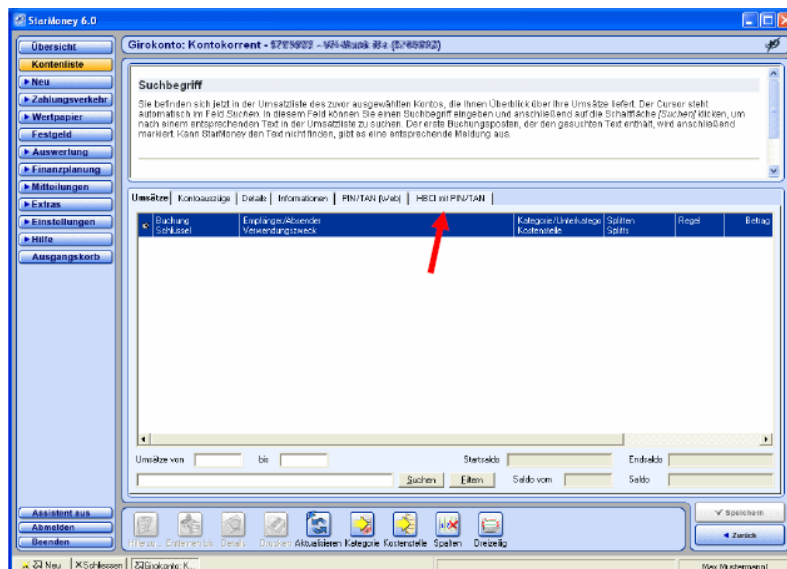 StarMoney 6.0
Übersicht
Kontenliste
Neu
Zahlungsverkehr
Wertpapier
Festgeld
Auswertung
Finanzplanung
Mitteilungen
Extras
Einstellungen
Hilfe
Ausgangskorb
Assistent aus
Abmelden
Beenden
Girokonto: Kontokorrent -
Suchbegriff
Sie befinden sich jetzt in der Umsatzliste des zuvor ausgewählten Kontos, die Ihnen Überblick über Ihre Umsätze liefert. Der Cursor steht
automatisch im Feld Suchen. In diesem Feld können Sie einen Suchbegriff eingeben und anschließend auf die Schaltfläche [Suchen] klicken, um
nach einem entsprechenden Text in der Umsatzliste zu suchen. Der erste Buchungsposten, der den gesuchten Text enthält, wird anschließend
markiert. Kann StarMoney den Text nicht finden, gibt es eine entsprechende Meldung aus.
Umsätze Kontoauszüge Details Informationen PIN/TAN (Web) HBCI mit PIN/TAN
Buchung Empfänger/Absender Kategorie/Unterkatego Splitten Regel Betrag
Schlüssel Verwendungszweck Kostenstelle Splitts
Umsätze von bis Startsaldo Endsaldo
Suchen Filtern Saldo vom Saldo
Hilfe zu... Entfernen bis Details Drucken Aktualisieren Kategorie Kostenstelle Spalten Dreizeilig
Speichern
Zurück
Neu Schliessen Girokonto: K... Max Mustermann1